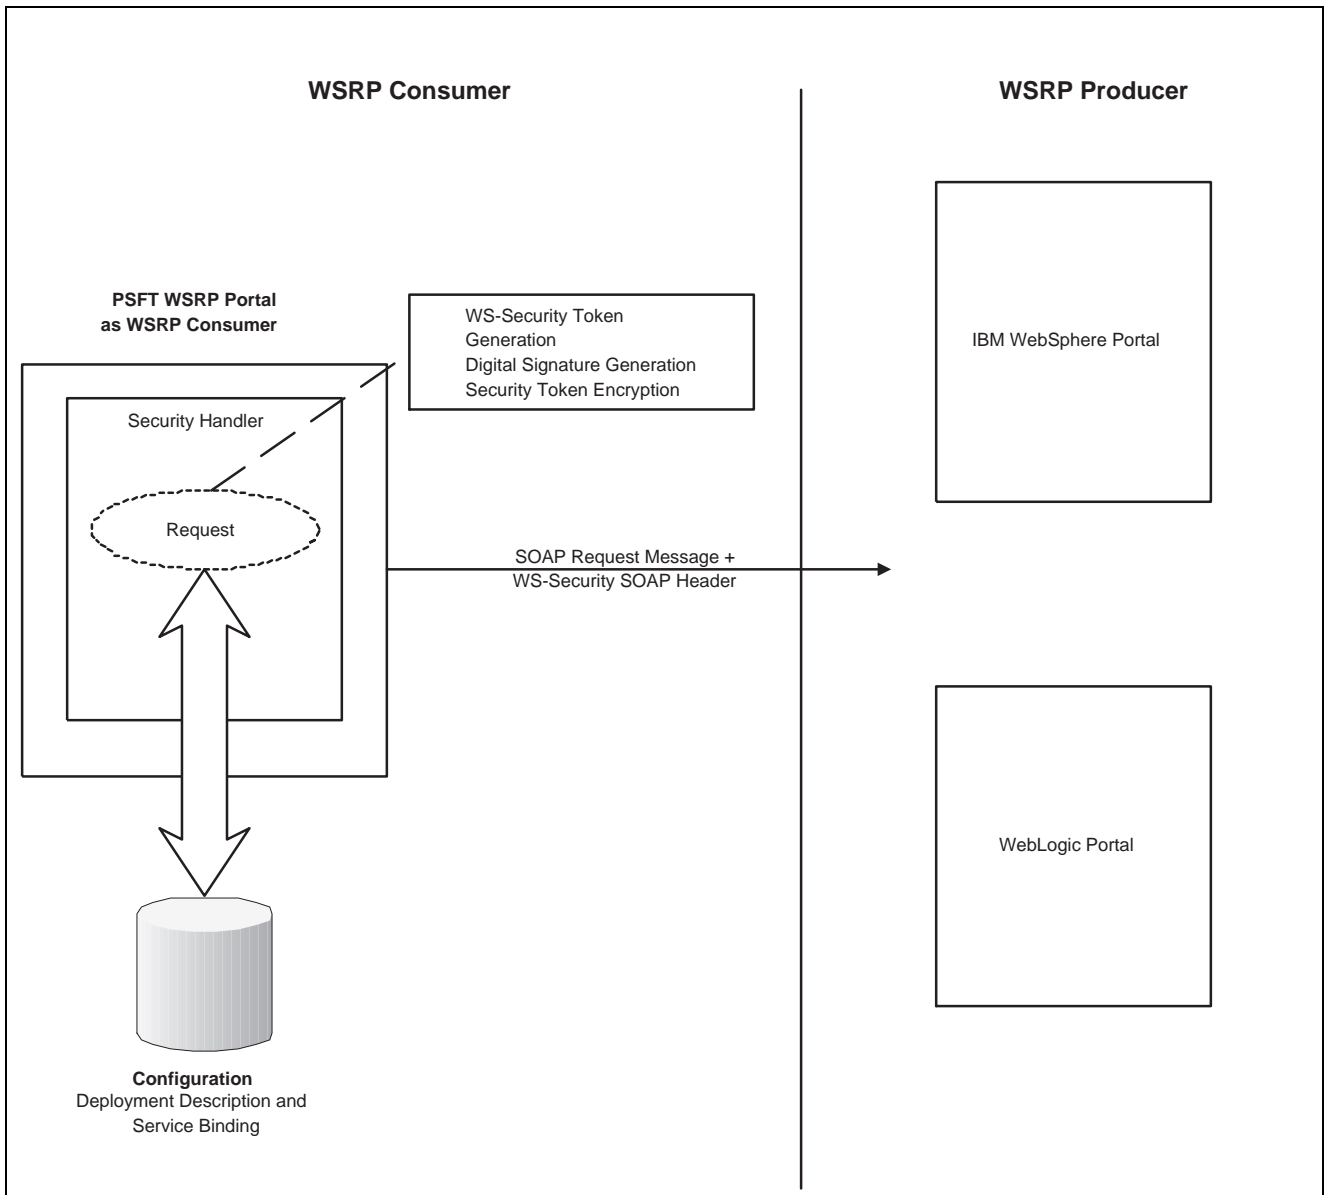 WSRP Consumer
WSRP Producer
PSFT WSRP Portal
as WSRP Consumer
WS-Security Token
Generation
Digital Signature Generation
Security Token Encryption
IBM WebSphere Portal
Security Handler
Request
SOAP Request Message +
WS-Security SOAP Header
WebLogic Portal
Configuration
Deployment Description and
Service Binding